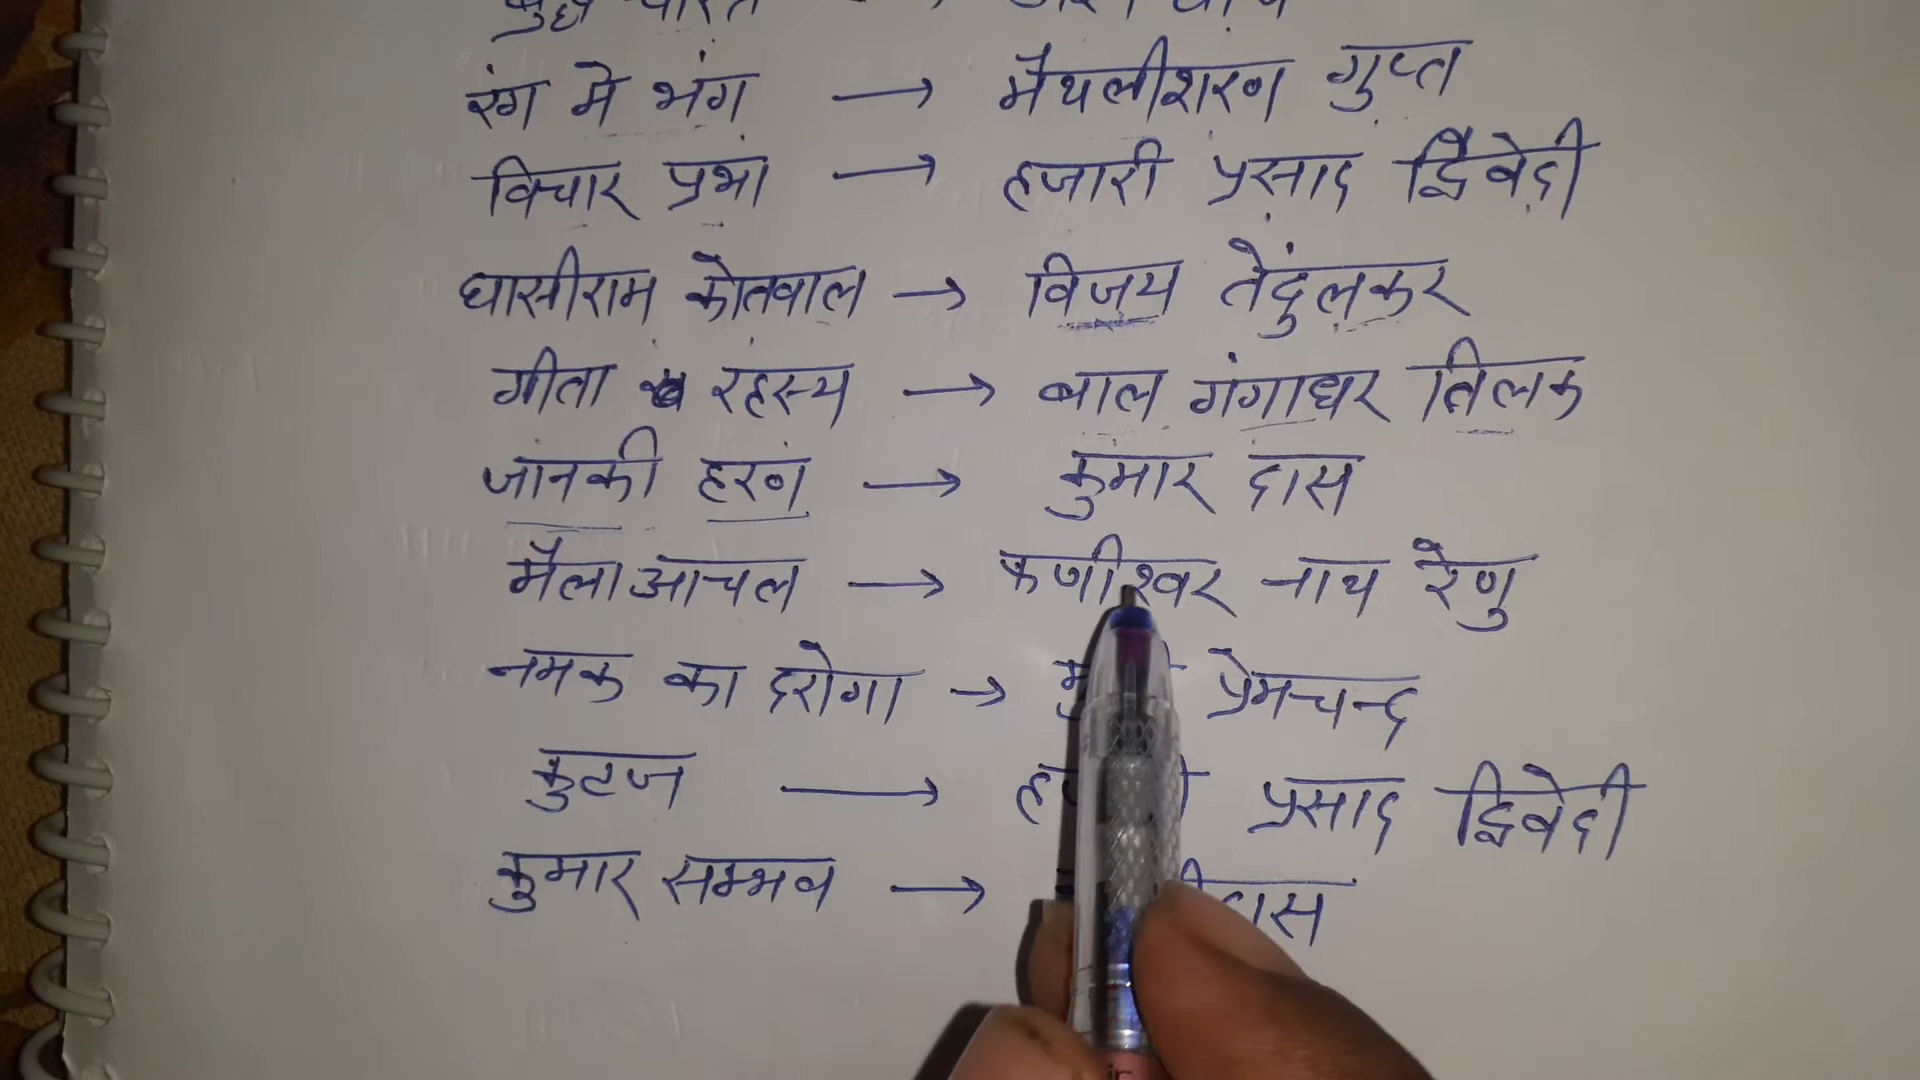 रंग मे भंग → मैथलीशरण गुप्त
विचार प्रभा → हजारी प्रसाद द्विवेदी
घासीराम कोतवाल → विजय तेंदुलकर
गीता रहस्य → बाल गंगाधर तिलक
जानकी हरण → कुमार दास
मैला आचल → फणीश्वर नाथ रेणु
नमक का दरोगा → प्रेमचन्द
कुटज → प्रसाद द्विवेदी
कुमार सम्भव →